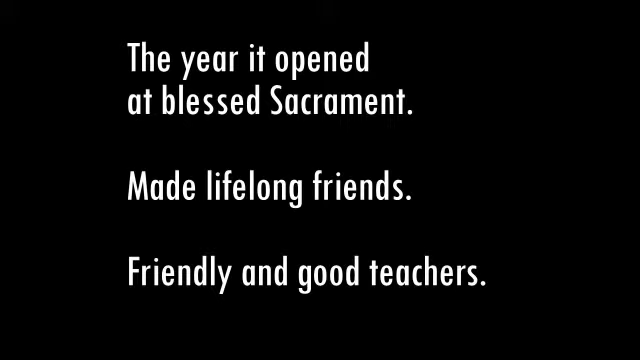 The year it opened
at blessed Sacrament.
Made lifelong friends.
Friendly and good teachers.